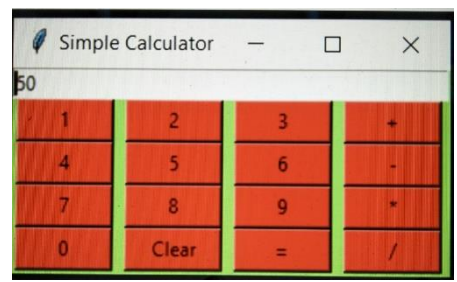 Simple Calculator
50
1 2 3 +
4 5 6 -
7 8 9 *
0 Clear = /